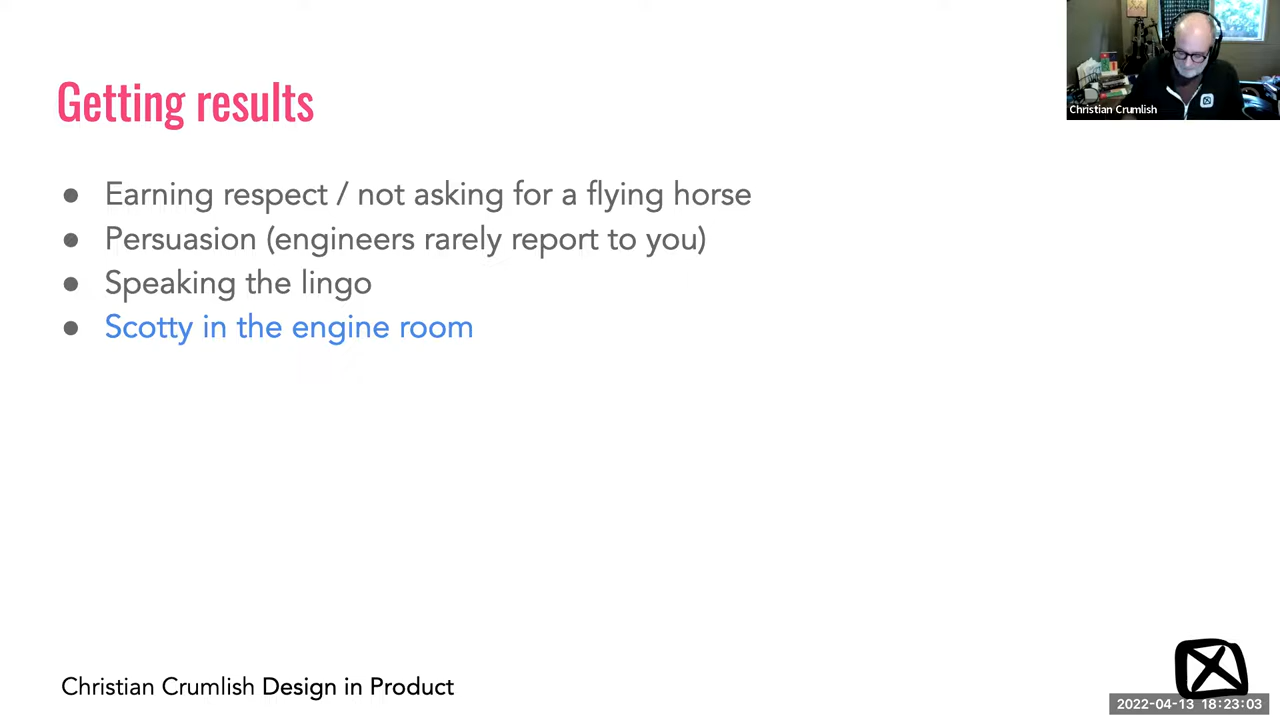 Getting results
Christian Crumlish
● Earning respect / not asking for a flying horse
● Persuasion (engineers rarely report to you)
● Speaking the lingo
● Scotty in the engine room
Christian Crumlish Design in Product
2022-04-13 18:23:03